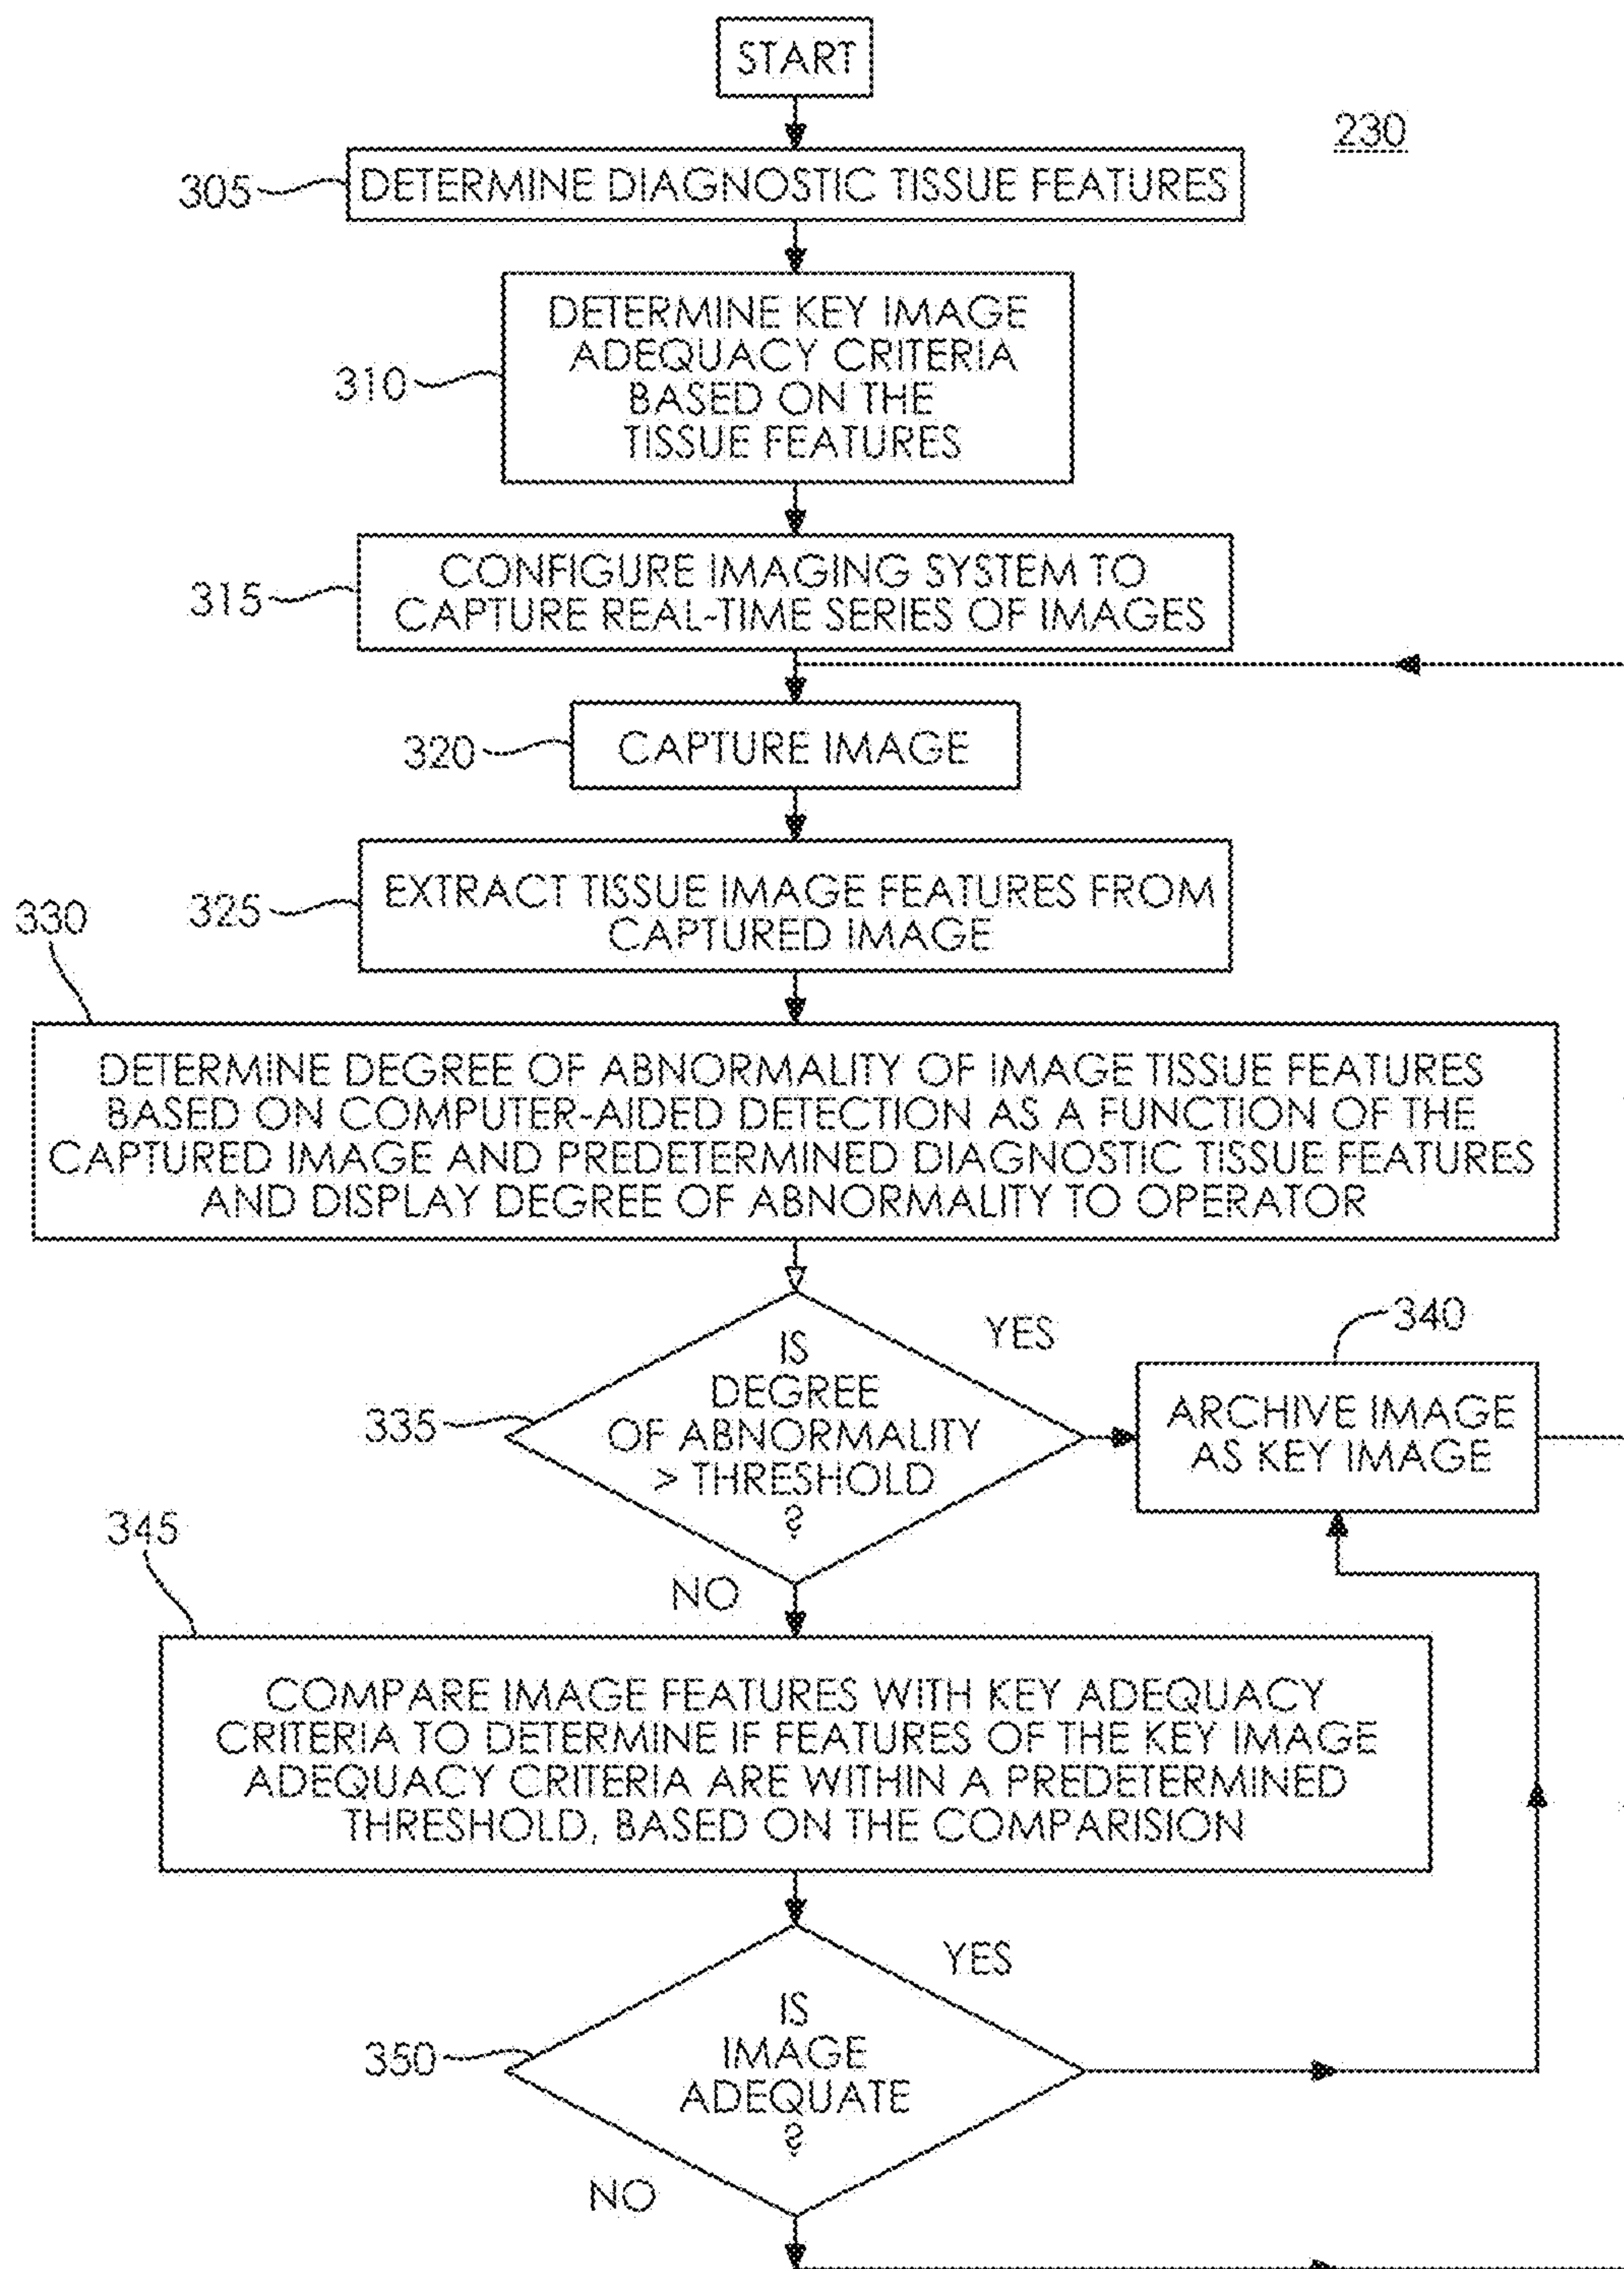 START
230
305
DETERMINE DIAGNOSTIC TISSUE FEATURES
310
DETERMINE KEY IMAGE
ADEQUACY CRITERIA
BASED ON THE
TISSUE FEATURES
315
CONFIGURE IMAGING SYSTEM TO
CAPTURE REAL-TIME SERIES OF IMAGES
320
CAPTURE IMAGE
325
EXTRACT TISSUE IMAGE FEATURES FROM
CAPTURED IMAGE
330
DETERMINE DEGREE OF ABNORMALITY OF IMAGE TISSUE FEATURES
BASED ON COMPUTER-AIDED DETECTION AS A FUNCTION OF THE
CAPTURED IMAGE AND PREDETERMINED DIAGNOSTIC TISSUE FEATURES
AND DISPLAY DEGREE OF ABNORMALITY TO OPERATOR
335
IS
DEGREE
OF ABNORMALITY
> THRESHOLD
?
YES
340
ARCHIVE IMAGE
AS KEY IMAGE
NO
345
COMPARE IMAGE FEATURES WITH KEY ADEQUACY
CRITERIA TO DETERMINE IF FEATURES OF THE KEY IMAGE
ADEQUACY CRITERIA ARE WITHIN A PREDETERMINED
THRESHOLD, BASED ON THE COMPARISION
350
IS
IMAGE
ADEQUATE
?
YES
NO